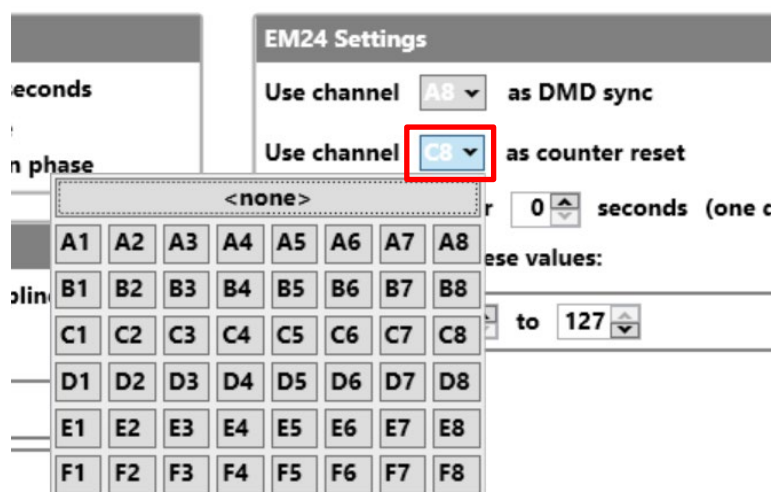 EM24 Settings
econds
Use channel A8 as DMD sync
n phase
Use channel C8 as counter reset
<none>
r 0 seconds (one
A1 A2 A3 A4 A5 A6 A7 A8
ese values:
plin
B1 B2 B3 B4 B5 B6 B7 B8
to 127
C1 C2 C3 C4 C5 C6 C7 C8
D1 D2 D3 D4 D5 D6 D7 D8
E1 E2 E3 E4 E5 E6 E7 E8
F1 F2 F3 F4 F5 F6 F7 F8